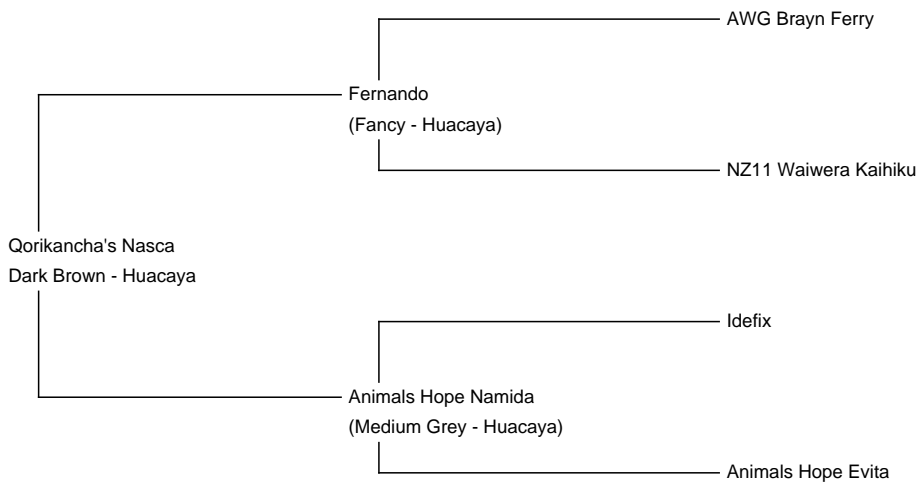 AWG Brayn Ferry
Fernando
(Fancy - Huacaya)
NZ11 Waiwera Kaihiku
Qorikancha's Nasca
Dark Brown - Huacaya
Idefix
Animals Hope Namida
(Medium Grey - Huacaya)
Animals Hope Evita